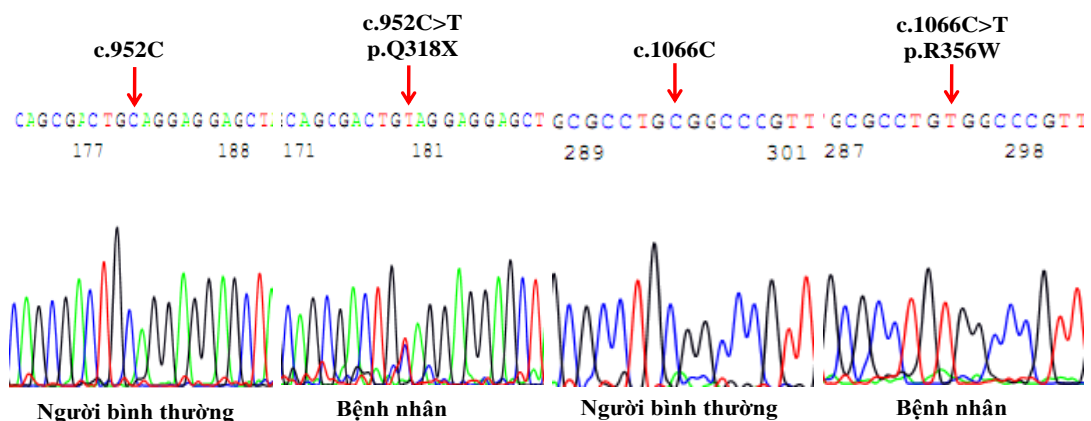 c.952C
c.952C>T
p.Q318X
c.1066C
c.1066C>T
p.R356W
CAGCGACTGCAGGAGGAGCT
CAGCGACTGTAGGAGGAGCT
GCGCCTGCGGCCCGTT
GCGCCTGTGGCCCGTT
177 188
171 181
289 301
287 298
Người bình thường
Bệnh nhân
Người bình thường
Bệnh nhân